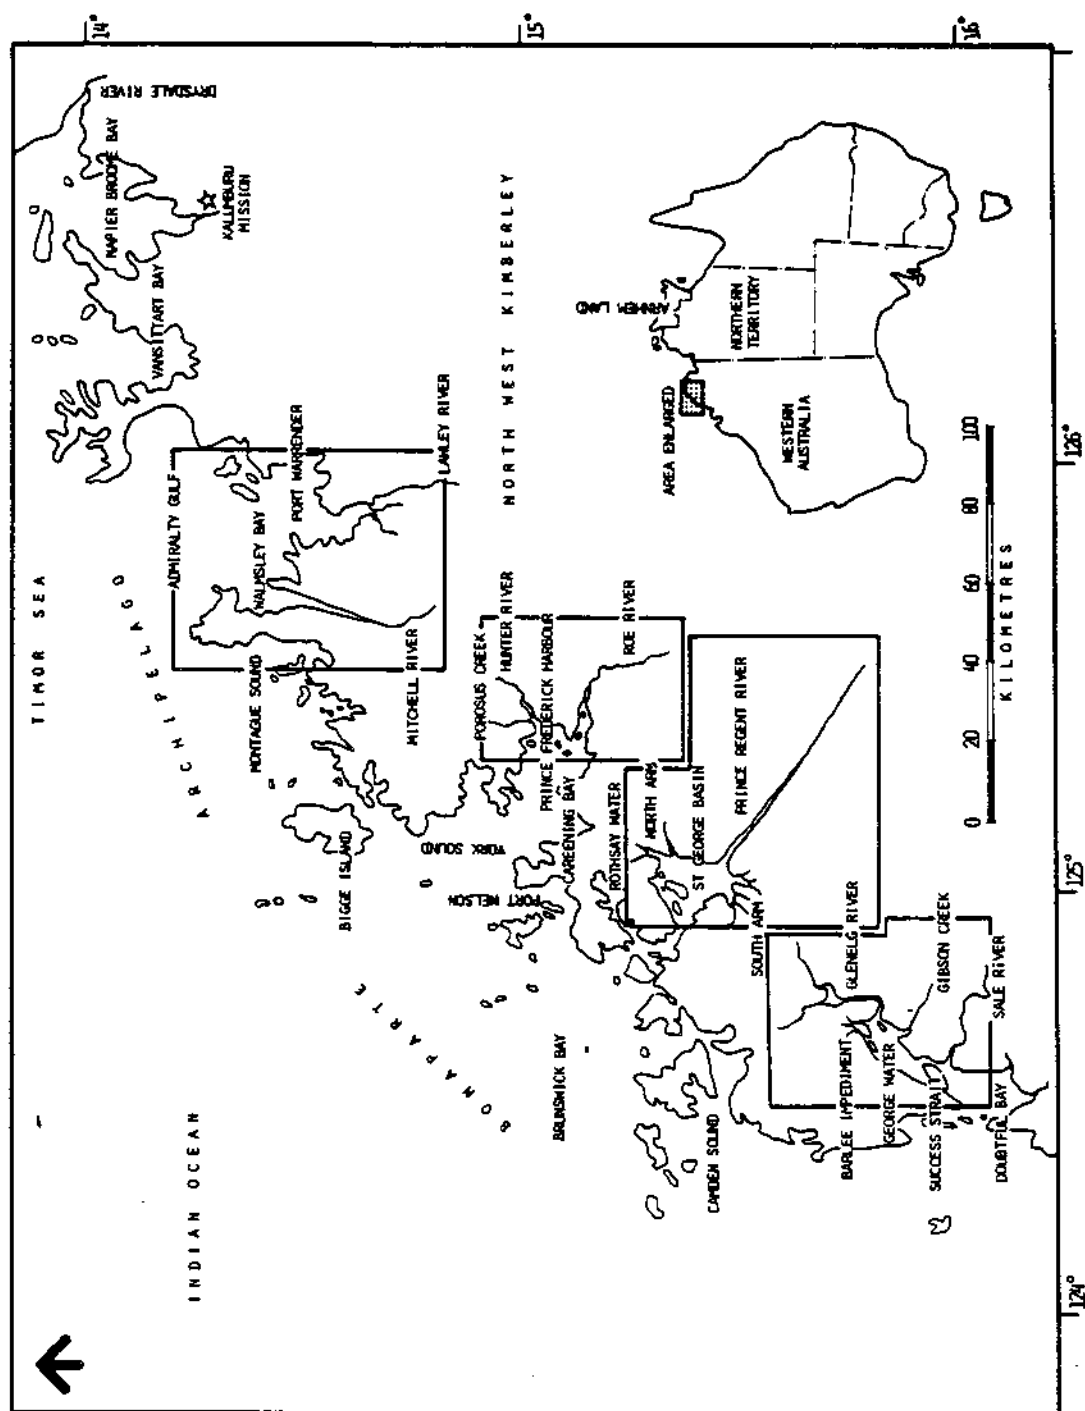 TIMOR SEA
INDIAN OCEAN
BONAPARTE
ARCHIPELAGO
14°
15°
16°
DRYSDALE RIVER
NAPIER BROOME BAY
KALUMBURU
MISSION
VANSITTART BAY
ADMIRALTY GULF
WALMSLEY BAY
PORT WARRENDER
LAWLEY RIVER
MONTAGUE SOUND
MITCHELL RIVER
BIGGE ISLAND
YORK SOUND
PORT NELSON
NORTH WEST KIMBERLEY
POROSUS CREEK
HUNTER RIVER
PRINCE FREDERICK HARBOUR
ROE RIVER
CAREENING BAY
ROTHSAY WATER
NORTH ARM
ST GEORGE BASIN
PRINCE REGENT RIVER
SOUTH ARM
BRUNSWICK BAY
CAMDEN SOUND
GLENELG RIVER
GIBSON CREEK
SALE RIVER
BARLEE IMPEDIMENT
GEORGE WATER
SUCCESS STRAIT
DOUBTFUL BAY
AREA ENLARGED
ARNHEM LAND
NORTHERN
TERRITORY
WESTERN
AUSTRALIA
0 20 40 60 80 100
KILOMETRES
124°
125°
126°